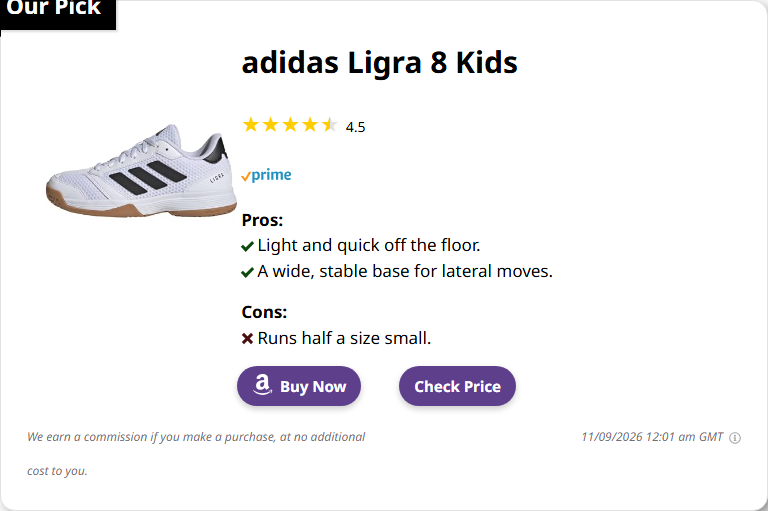 Our Pick
adidas Ligra 8 Kids
4.5
prime
LIGRA
Pros:
Light and quick off the floor.
A wide, stable base for lateral moves.
Cons:
Runs half a size small.
Buy Now
Check Price
We earn a commission if you make a purchase, at no additional
cost to you.
11/09/2026 12:01 am GMT